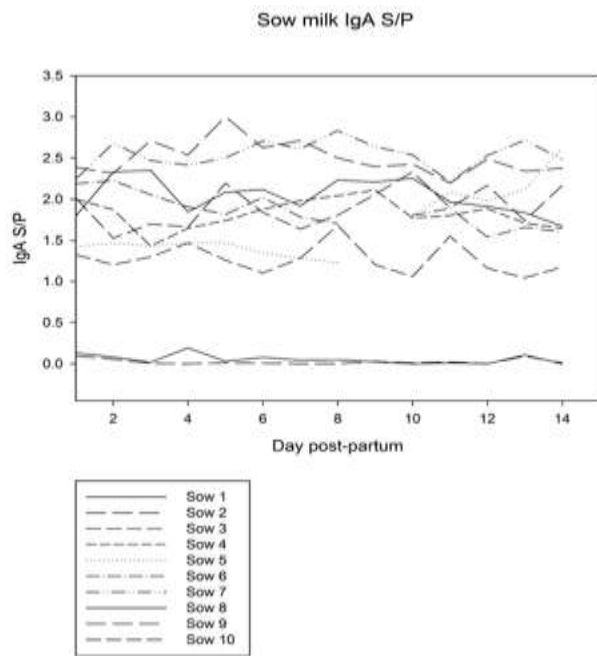 Sow milk IgA S/P
3.5
3.0
2.5
2.0
1.5
1.0
0.5
0.0
IgA S/P
2 4 6 8 10 12 14
Day post-partum
Sow 1
Sow 2
Sow 3
Sow 4
Sow 5
Sow 6
Sow 7
Sow 8
Sow 9
Sow 10